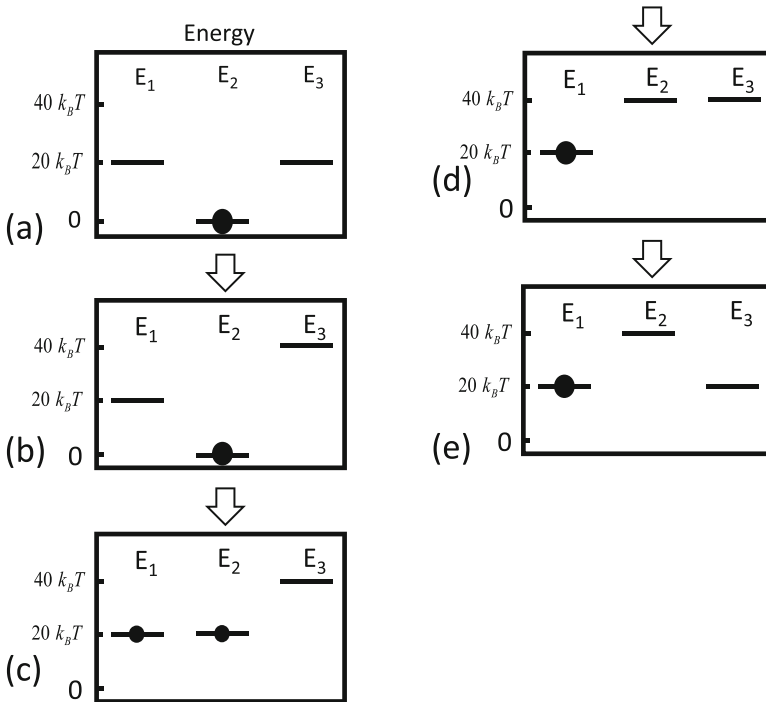 Energy
E1 E2 E3
40 kBT
20 kBT
0
(a)
E1 E2 E3
40 kBT
20 kBT
0
(b)
E1 E2 E3
40 kBT
20 kBT
0
(c)
E1 E2 E3
40 kBT
20 kBT
0
(d)
E1 E2 E3
40 kBT
20 kBT
0
(e)